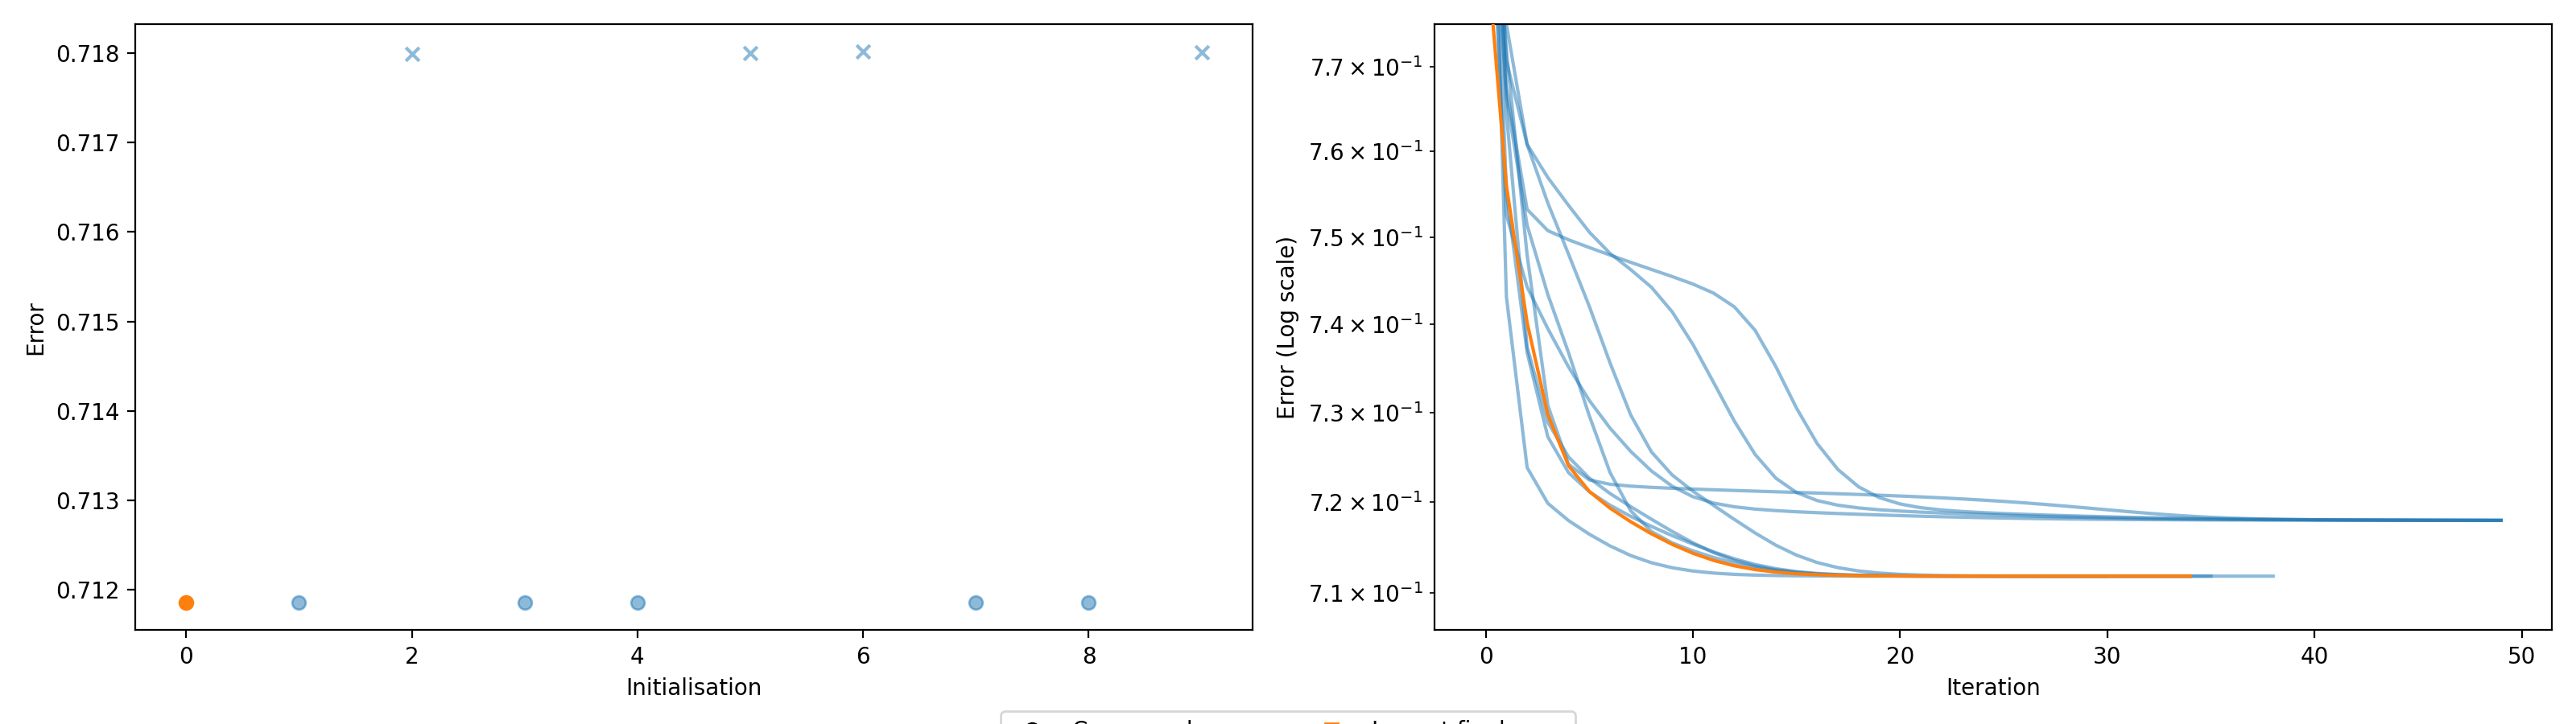 0.718
0.717
0.716
0.715
0.714
0.713
0.712
Error
0 2 4 6 8
Initialisation
7.7 × 10⁻¹
7.6 × 10⁻¹
7.5 × 10⁻¹
7.4 × 10⁻¹
7.3 × 10⁻¹
7.2 × 10⁻¹
7.1 × 10⁻¹
Error (Log scale)
0 10 20 30 40 50
Iteration